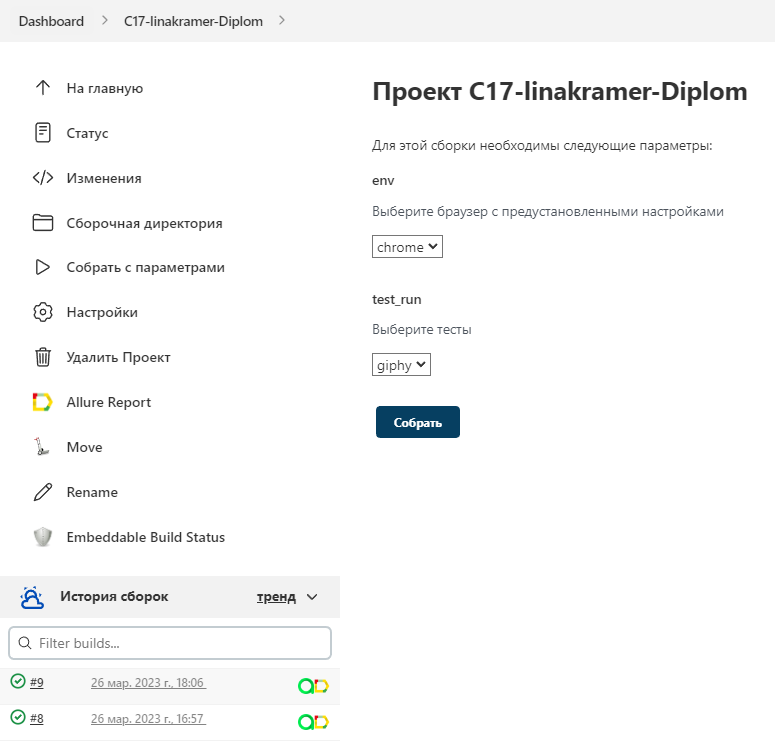 Dashboard
C17-linakramer-Diplom
На главную
Статус
Изменения
Сборочная директория
Собрать с параметрами
Настройки
Удалить Проект
Allure Report
Move
Rename
Embeddable Build Status
История сборок
тренд
Filter builds...
#9
26 мар. 2023 г., 18:06
#8
26 мар. 2023 г., 16:57
Проект C17-linakramer-Diplom
Для этой сборки необходимы следующие параметры:
env
Выберите браузер с предустановленными настройками
chrome
test_run
Выберите тесты
giphy
Собрать